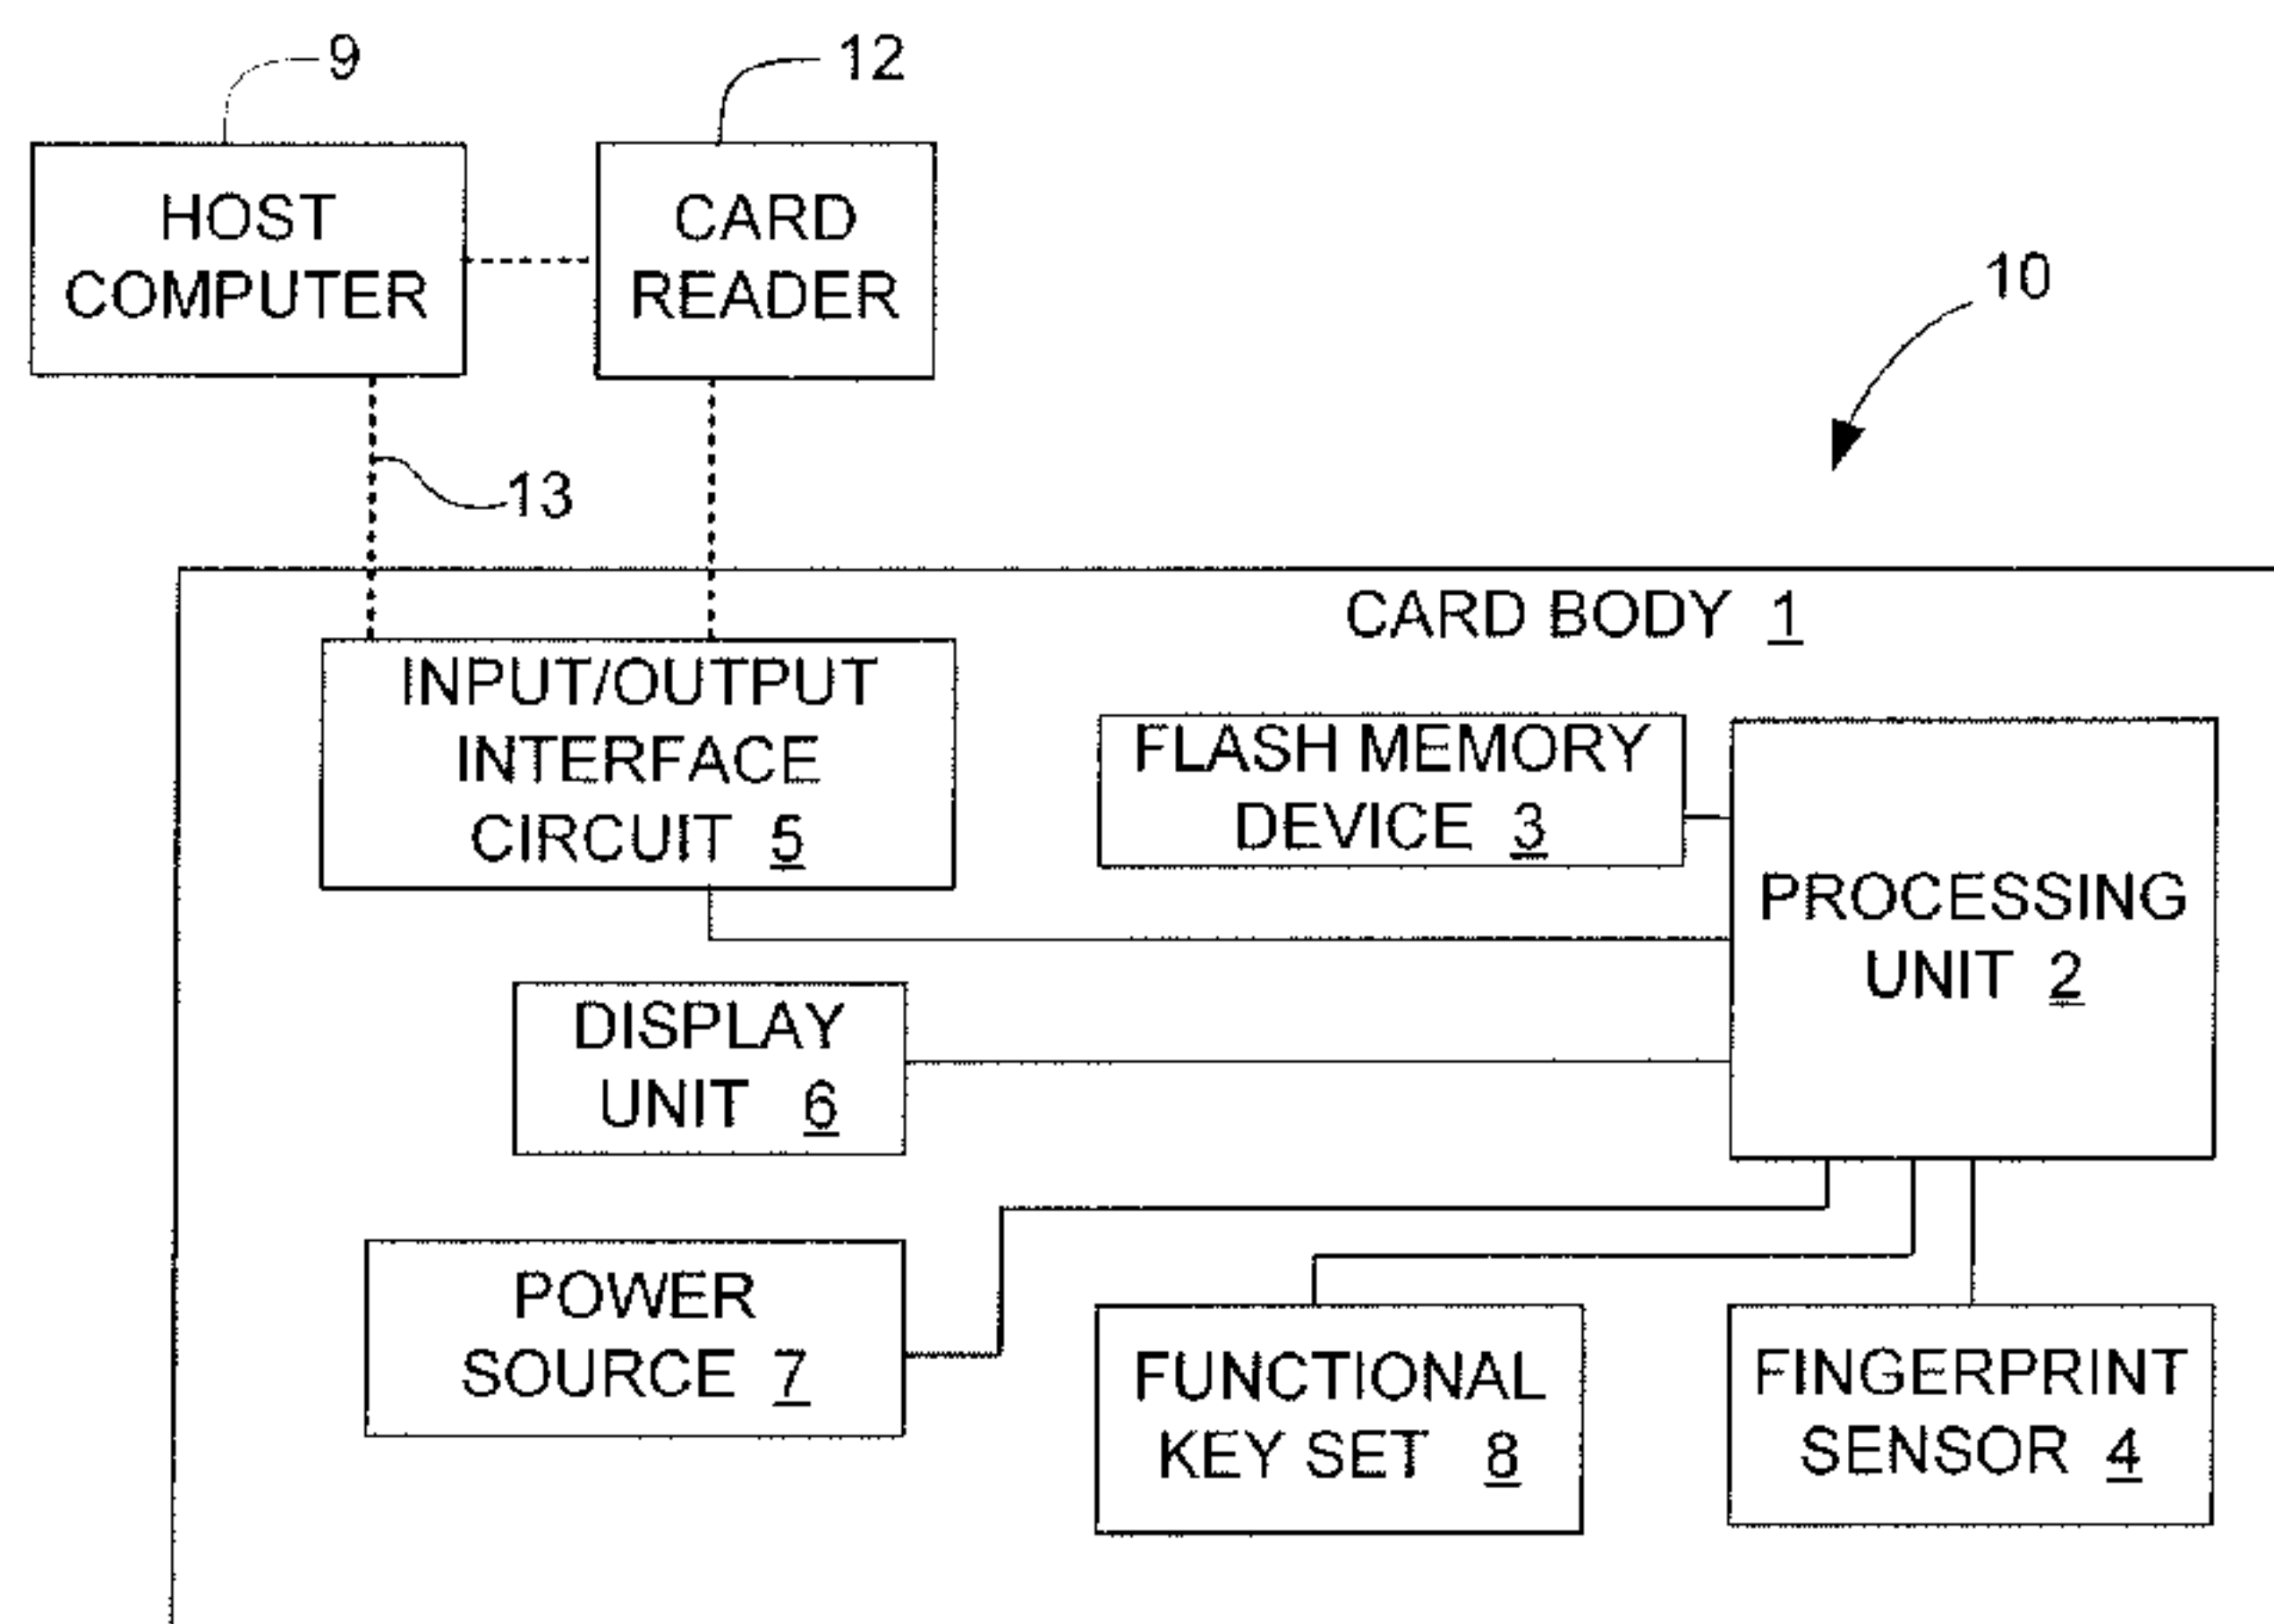 9
12
HOST
COMPUTER
CARD
READER
10
13
CARD BODY 1
INPUT/OUTPUT
INTERFACE
CIRCUIT 5
FLASH MEMORY
DEVICE 3
PROCESSING
UNIT 2
DISPLAY
UNIT 6
POWER
SOURCE 7
FUNCTIONAL
KEY SET 8
FINGERPRINT
SENSOR 4